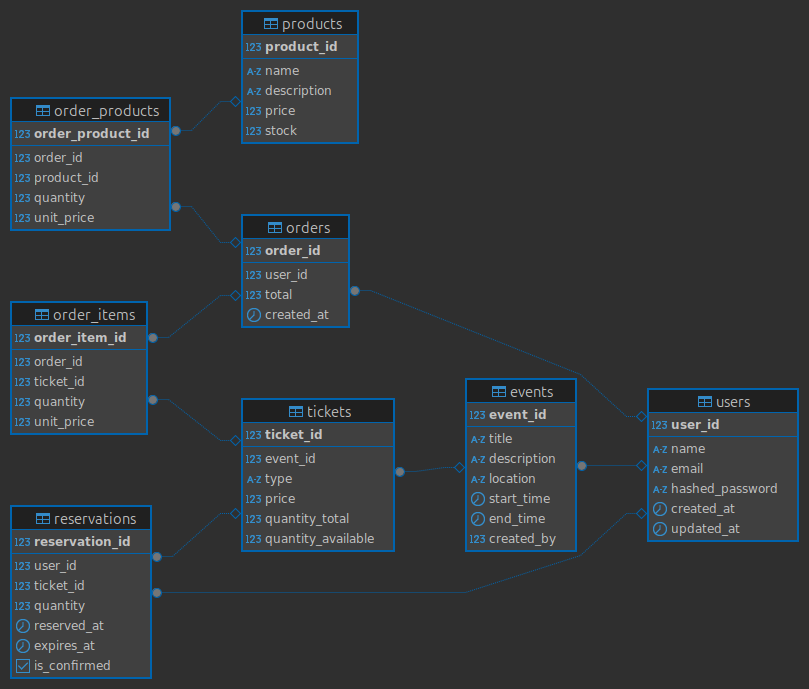 products
123 product_id
A-Z name
A-Z description
123 price
123 stock
order_products
123 order_product_id
123 order_id
123 product_id
123 quantity
123 unit_price
orders
123 order_id
123 user_id
123 total
created_at
order_items
123 order_item_id
123 order_id
123 ticket_id
123 quantity
123 unit_price
tickets
123 ticket_id
123 event_id
A-Z type
123 price
123 quantity_total
123 quantity_available
events
123 event_id
A-Z title
A-Z description
A-Z location
start_time
end_time
123 created_by
users
123 user_id
A-Z name
A-Z email
A-Z hashed_password
created_at
updated_at
reservations
123 reservation_id
123 user_id
123 ticket_id
123 quantity
reserved_at
expires_at
is_confirmed